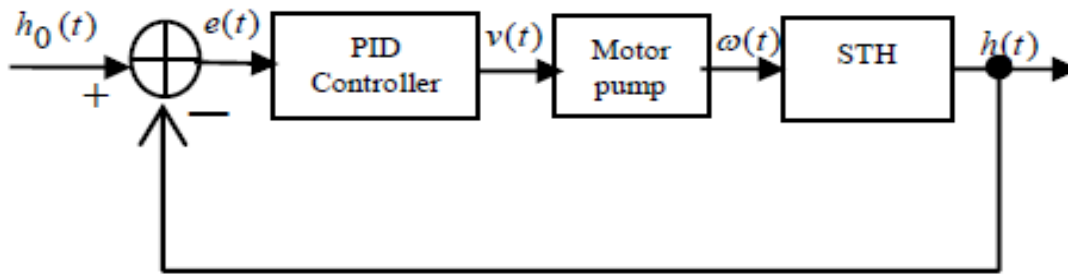 h₀(t)
+
−
e(t)
PID
Controller
v(t)
Motor
pump
ω(t)
STH
h(t)